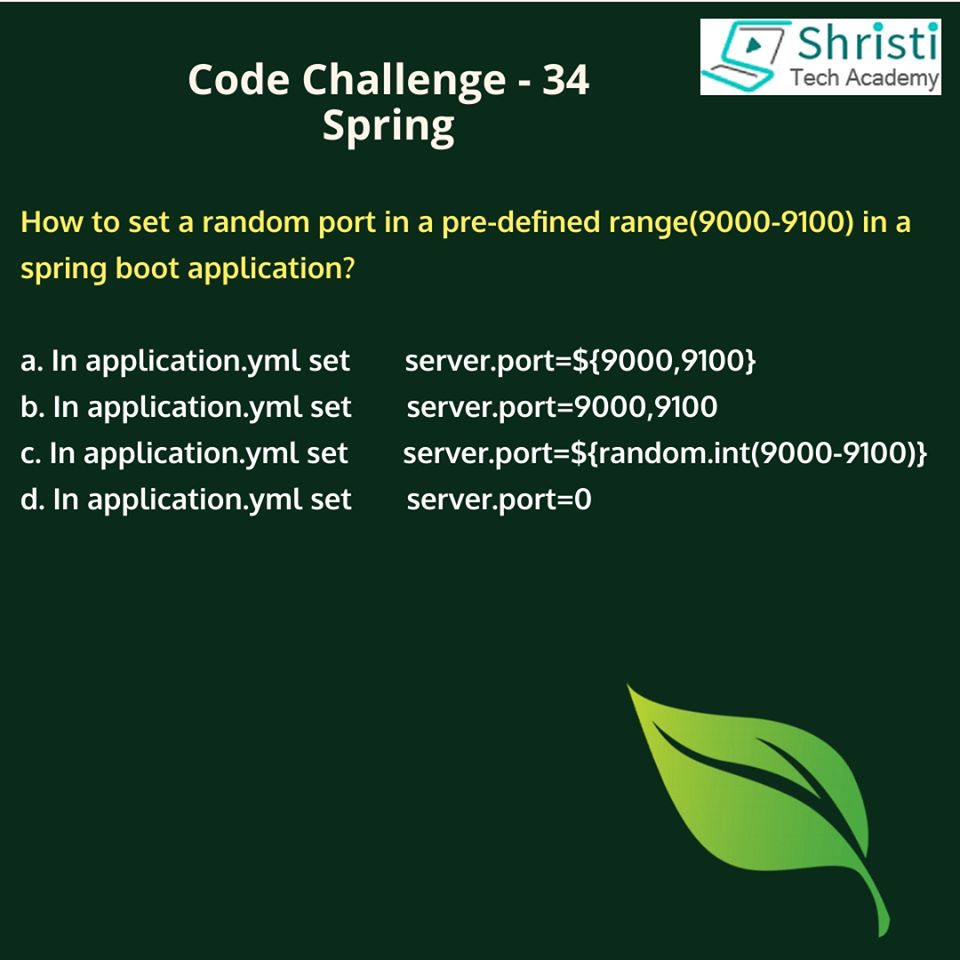 Shristi
Tech Academy
Code Challenge - 34
Spring
How to set a random port in a pre-defined range(9000-9100) in a
spring boot application?
a. In application.yml set server.port=${9000,9100}
b. In application.yml set server.port=9000,9100
c. In application.yml set server.port=${random.int(9000-9100)}
d. In application.yml set server.port=0